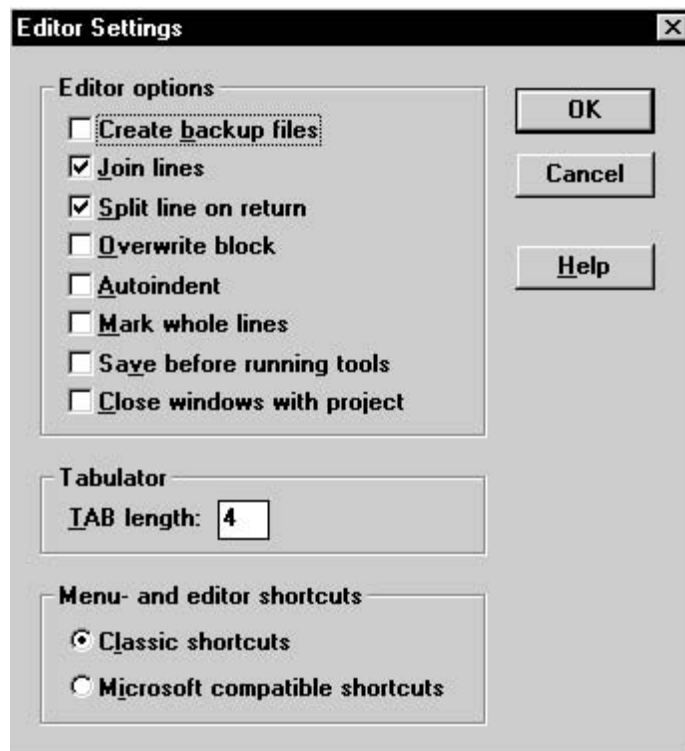 Editor Settings
Editor options
Create backup files
Join lines
Split line on return
Overwrite block
Autoindent
Mark whole lines
Save before running tools
Close windows with project
OK
Cancel
Help
Tabulator
TAB length: 4
Menu- and editor shortcuts
Classic shortcuts
Microsoft compatible shortcuts